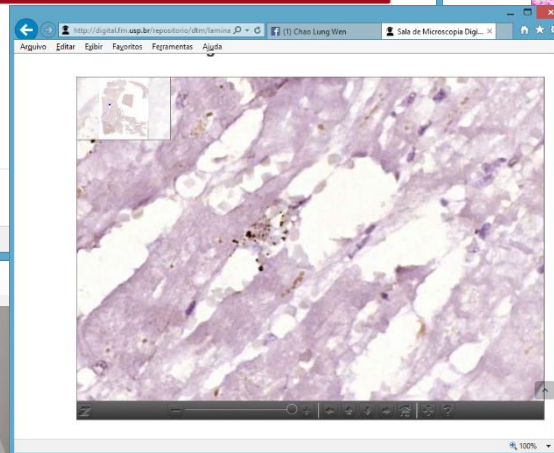 http://digital.fm.usp.br/repositorio/dtm/lamina
(1) Chao Lung Wen
Sala de Microscopia Digi...
Arquivo Editar Exibir Favoritos Ferramentas Ajuda
100%